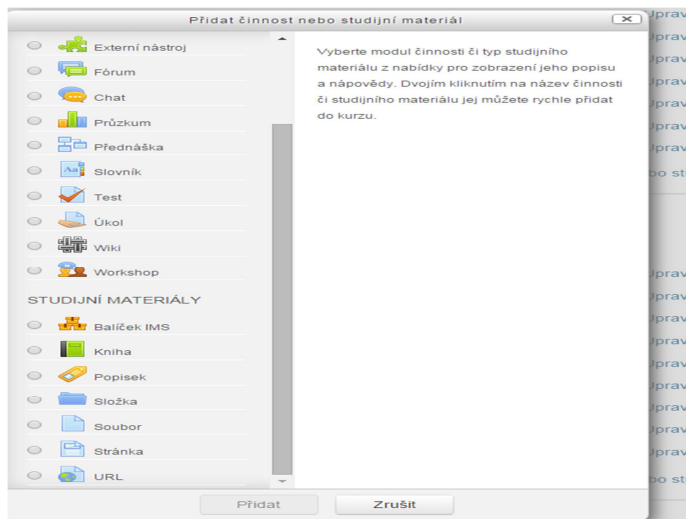 Přidat činnost nebo studijní materiál
Externí nástroj
Fórum
Chat
Průzkum
Přednáška
Slovník
Test
Úkol
Wiki
Workshop
STUDIJNÍ MATERIÁLY
Balíček IMS
Kniha
Popisek
Složka
Soubor
Stránka
URL
Vyberte modul činnosti či typ studijního
materiálu z nabídky pro zobrazení jeho popisu
a nápovědy. Dvojím kliknutím na název činnosti
či studijního materiálu jej můžete rychle přidat
do kurzu.
Přidat
Zrušit